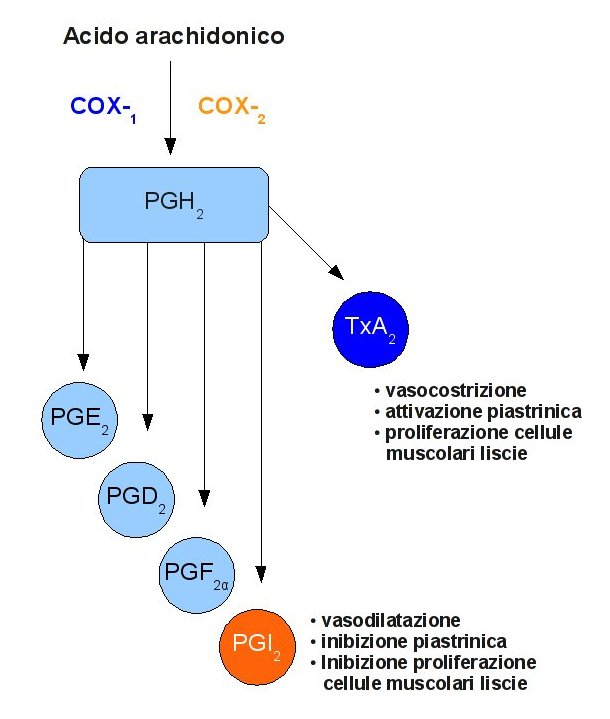 Acido arachidonico
COX-₁ COX-₂
PGH₂
TxA₂
• vasocostrizione
• attivazione piastrinica
• proliferazione cellule
muscolari liscie
PGE₂
PGD₂
PGF₂α
PGI₂
• vasodilatazione
• inibizione piastrinica
• Inibizione proliferazione
cellule muscolari liscie